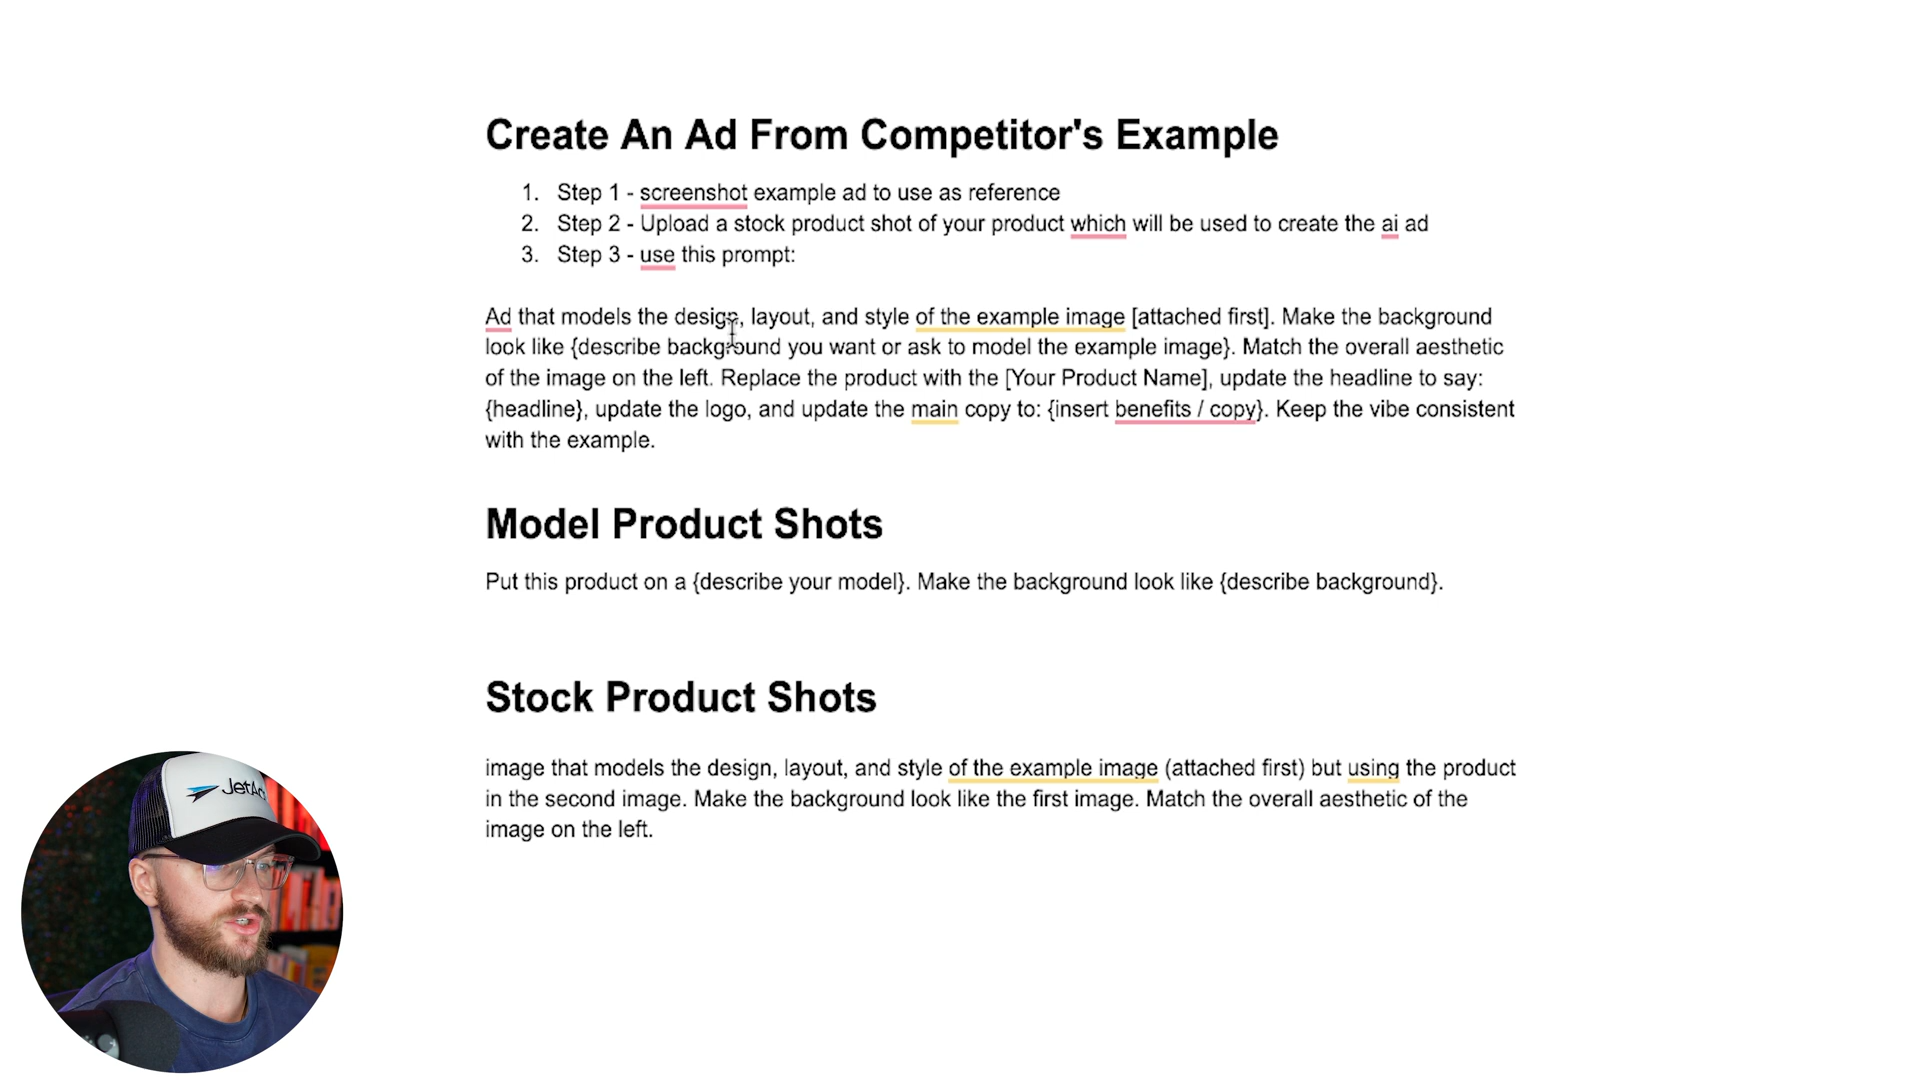 Create An Ad From Competitor's Example
1. Step 1 - screenshot example ad to use as reference
2. Step 2 - Upload a stock product shot of your product which will be used to create the ai ad
3. Step 3 - use this prompt:
Ad that models the design, layout, and style of the example image [attached first]. Make the background
look like {describe background you want or ask to model the example image}. Match the overall aesthetic
of the image on the left. Replace the product with the [Your Product Name], update the headline to say:
{headline}, update the logo, and update the main copy to: {insert benefits / copy}. Keep the vibe consistent
with the example.
Model Product Shots
Put this product on a {describe your model}. Make the background look like {describe background}.
Stock Product Shots
image that models the design, layout, and style of the example image (attached first) but using the product
in the second image. Make the background look like the first image. Match the overall aesthetic of the
image on the left.